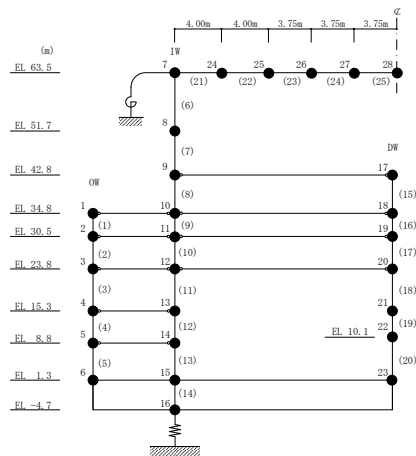 ℄
4.00m 4.00m 3.75m 3.75m 3.75m
(m) IW
EL 63.5 7 24 25 26 27 28
(21) (22) (23) (24) (25)
(6)
EL 51.7 8
(7)
DW
EL 42.8 9 17
OW
(8) (15)
EL 34.8 1 10 18
(1) (9) (16)
EL 30.5 2 11 19
(2) (10) (17)
EL 23.8 3 12 20
(3) (11) (18)
EL 15.3 4 13 21
(4) (12) (19)
EL 10.1 22
EL 8.8 5 14
(5) (13) (20)
EL 1.3 6 15 23
(14)
EL -4.7 16